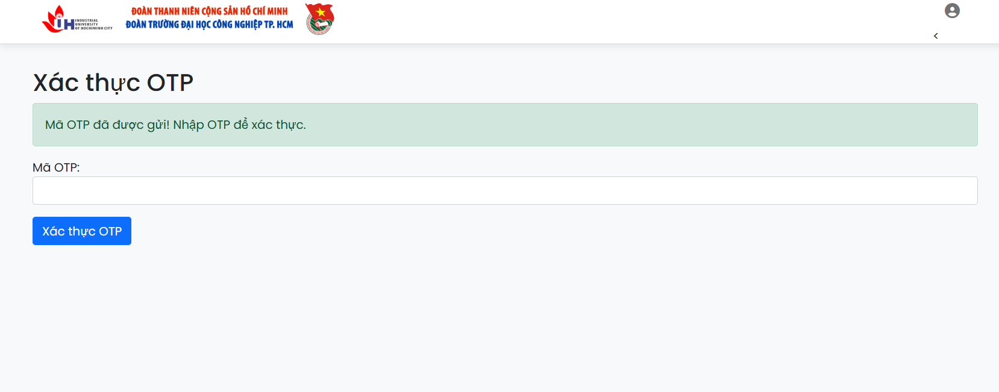 IUH INDUSTRIAL
UNIVERSITY
OF HOCHIMINH CITY
ĐOÀN THANH NIÊN CỘNG SẢN HỒ CHÍ MINH
ĐOÀN TRƯỜNG ĐẠI HỌC CÔNG NGHIỆP TP. HCM
<
Xác thực OTP
Mã OTP đã được gửi! Nhập OTP để xác thực.
Mã OTP:
Xác thực OTP